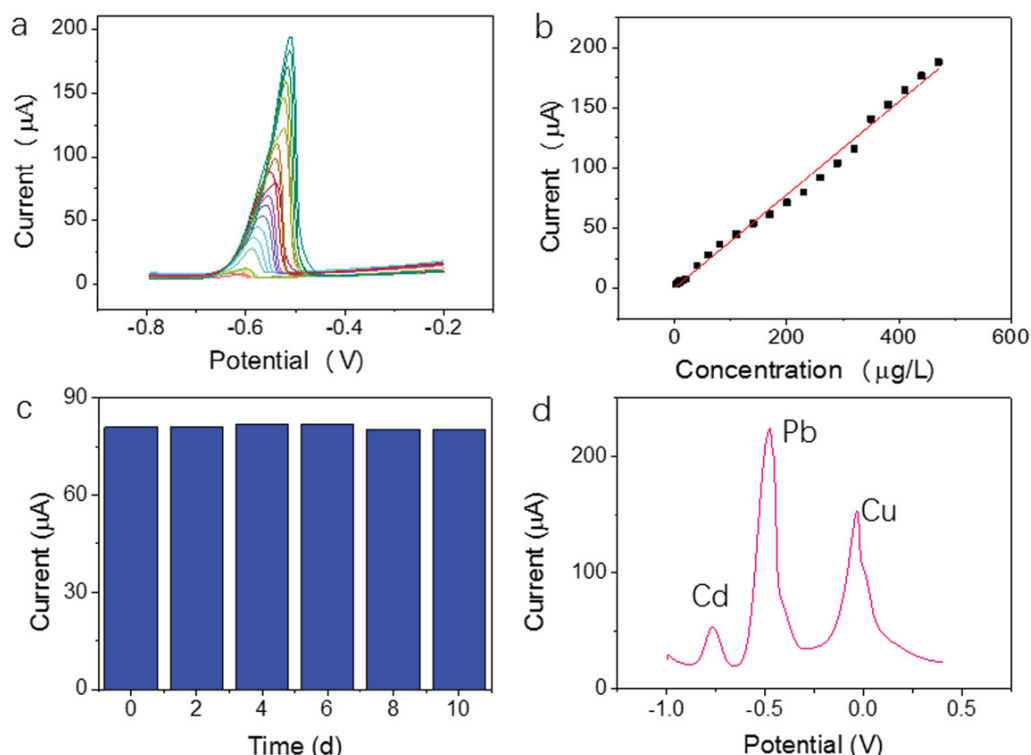 a
200
150
100
50
0
Current (μA)
-0.8
-0.6
-0.4
-0.2
Potential (V)
b
200
150
100
50
0
Current (μA)
0
200
400
600
Concentration (μg/L)
c
90
60
30
0
Current (μA)
0
2
4
6
8
10
Time (d)
d
200
100
0
Current (μA)
Cd
Pb
Cu
-1.0
-0.5
0.0
0.5
Potential (V)